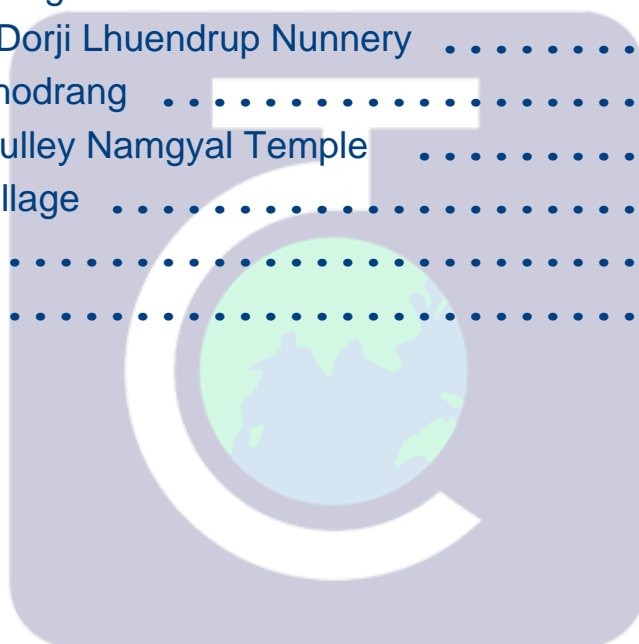 Dorji Lhuendrup Nunnery . . . . . . . . 
hodrang . . . . . . . . . . . . . . . . . . .
ulley Namgyal Temple . . . . . . . . .
llage . . . . . . . . . . . . . . . . . . . . .
. . . . . . . . . . . . . . . . . . . . . . . . .
. . . . . . . . . . . . . . . . . . . . . . . . .